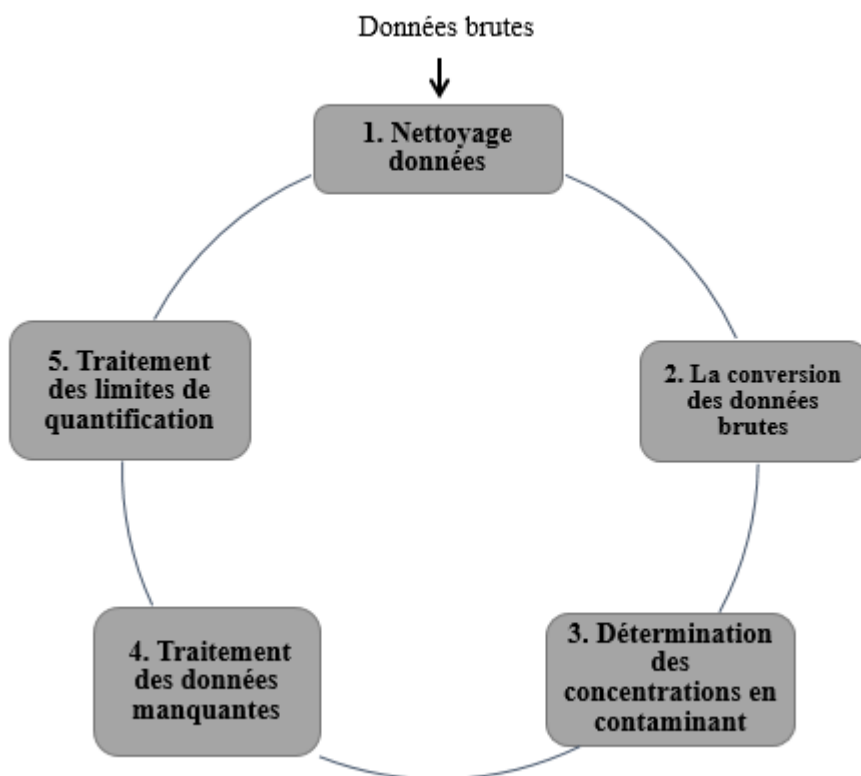 Données brutes
1. Nettoyage
données
2. La conversion
des données
brutes
3. Détermination
des
concentrations en
contaminant
4. Traitement
des données
manquantes
5. Traitement
des limites de
quantification